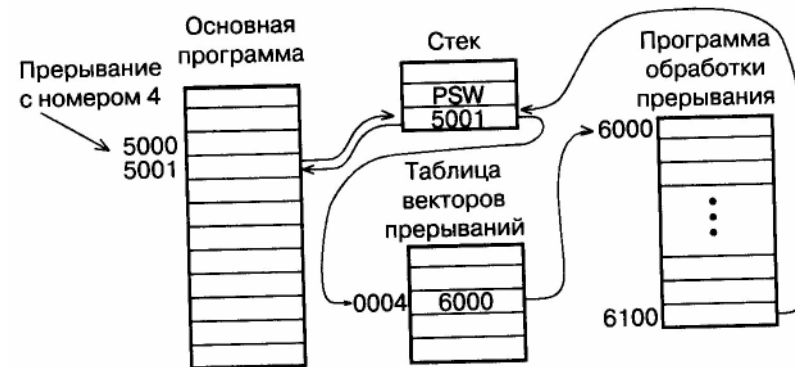 Основная
программа
Прерывание
с номером 4
5000
5001
Стек
PSW
5001
Таблица
векторов
прерываний
0004
6000
Программа
обработки
прерывания
6000
6100